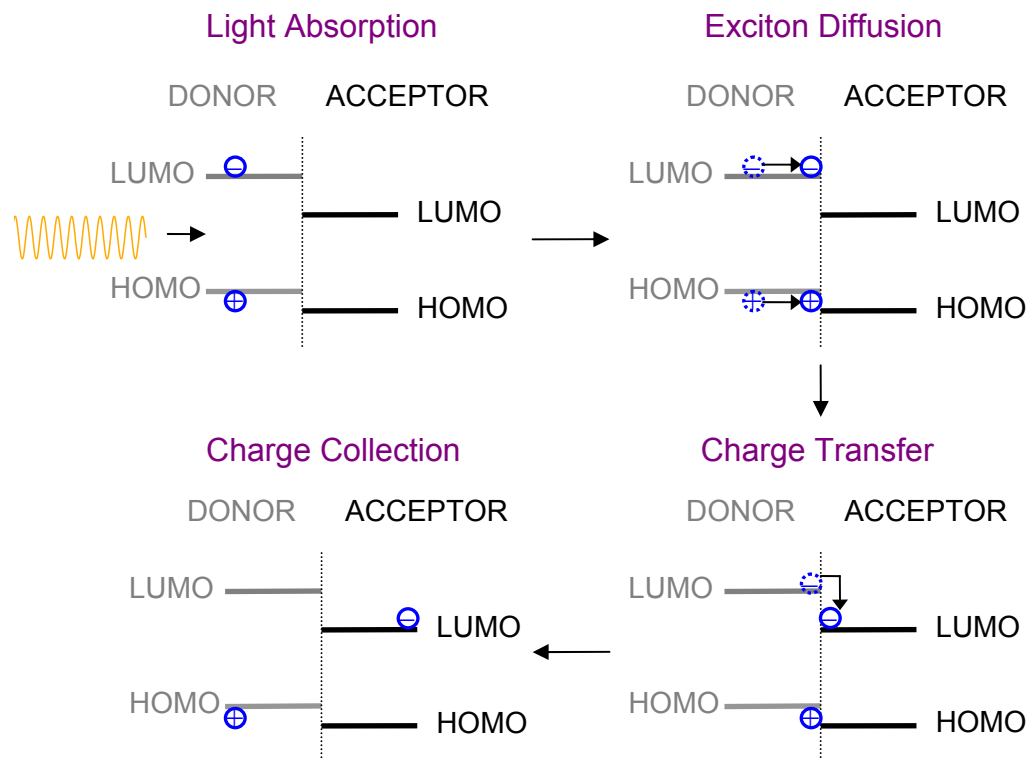 Light Absorption
DONOR ACCEPTOR
LUMO
LUMO
HOMO
HOMO
Exciton Diffusion
DONOR ACCEPTOR
LUMO
LUMO
HOMO
HOMO
Charge Collection
DONOR ACCEPTOR
LUMO
LUMO
HOMO
HOMO
Charge Transfer
DONOR ACCEPTOR
LUMO
LUMO
HOMO
HOMO